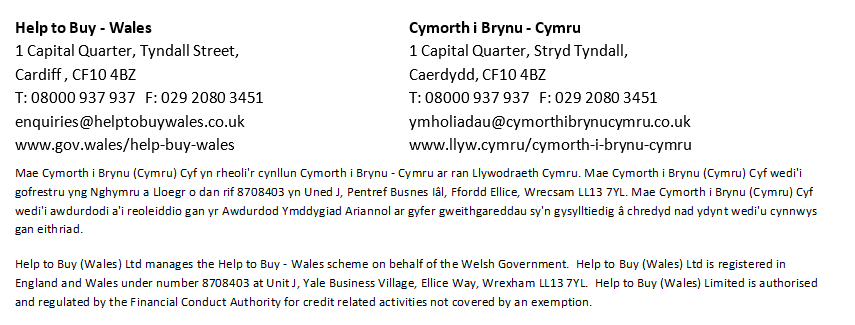 Help to Buy - Wales
1 Capital Quarter, Tyndall Street,
Cardiff , CF10 4BZ
T: 08000 937 937 F: 029 2080 3451
enquiries@helptobuywales.co.uk
www.gov.wales/help-buy-wales
Cymorth i Brynu - Cymru
1 Capital Quarter, Stryd Tyndall,
Caerdydd, CF10 4BZ
T: 08000 937 937 F: 029 2080 3451
ymholiadau@cymorthibrynucymru.co.uk
www.llyw.cymru/cymorth-i-brynu-cymru
Mae Cymorth i Brynu (Cymru) Cyf yn rheoli'r cynllun Cymorth i Brynu - Cymru ar ran Llywodraeth Cymru. Mae Cymorth i Brynu (Cymru) Cyf wedi'i
gofrestru yng Nghymru a Lloegr o dan rif 8708403 yn Uned J, Pentref Busnes Iâl, Ffordd Ellice, Wrecsam LL13 7YL. Mae Cymorth i Brynu (Cymru) Cyf
wedi'i awdurdodi a'i reoleiddio gan yr Awdurdod Ymddygiad Ariannol ar gyfer gweithgareddau sy'n gysylltiedig â chredyd nad ydynt wedi'u cynnwys
gan eithriad.
Help to Buy (Wales) Ltd manages the Help to Buy - Wales scheme on behalf of the Welsh Government. Help to Buy (Wales) Ltd is registered in
England and Wales under number 8708403 at Unit J, Yale Business Village, Ellice Way, Wrexham LL13 7YL. Help to Buy (Wales) Limited is authorised
and regulated by the Financial Conduct Authority for credit related activities not covered by an exemption.